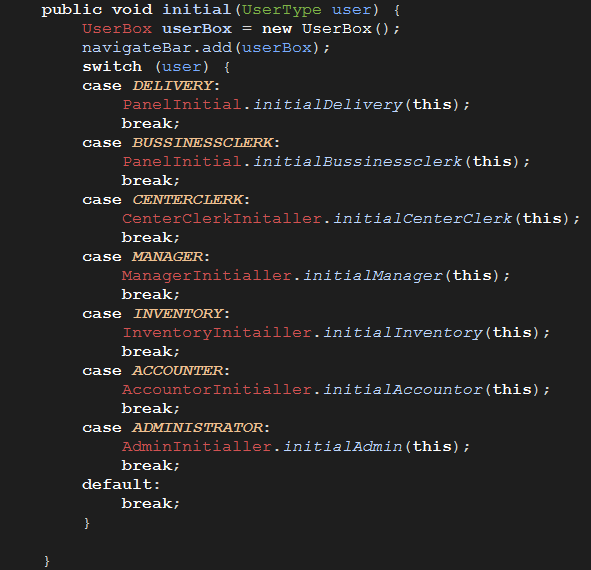 public void initial(UserType user) {
UserBox userBox = new UserBox();
navigateBar.add(userBox);
switch (user) {
case DELIVERY:
PanelInitial.initialDelivery(this);
break;
case BUSSINESSCLERK:
PanelInitial.initialBussinessclerk(this);
break;
case CENTERCLERK:
CenterClerkInitaller.initialCenterClerk(this);
break;
case MANAGER:
ManagerInitialler.initialManager(this);
break;
case INVENTORY:
InventoryInitailler.initialInventory(this);
break;
case ACCOUNTER:
AccountorInitialler.initialAccountor(this);
break;
case ADMINISTRATOR:
AdminInitialler.initialAdmin(this);
break;
default:
break;
}
}